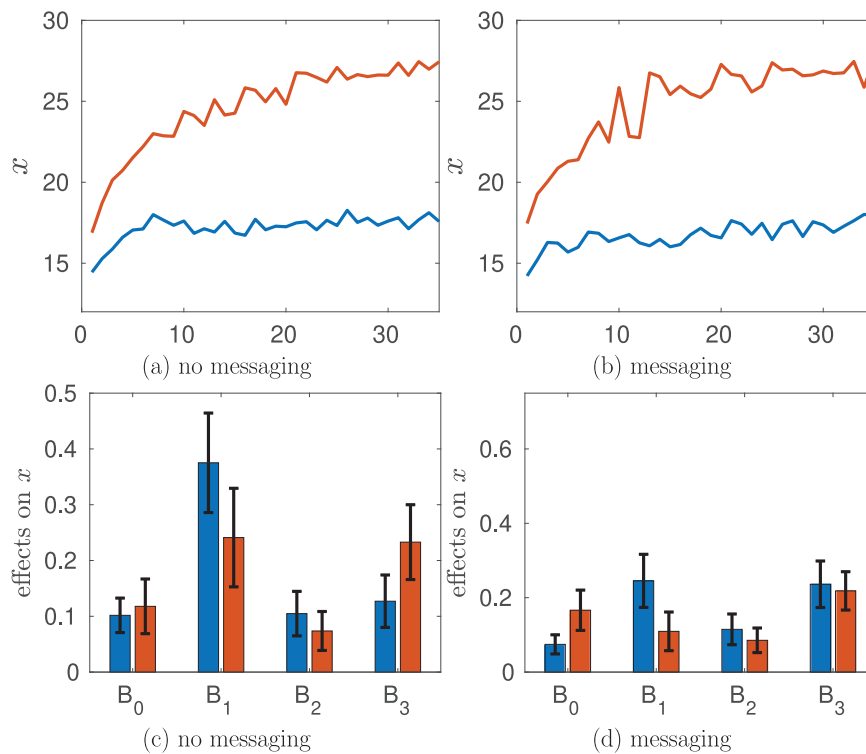 30
25
20
15
x
0 10 20 30
(a) no messaging
30
25
20
15
x
0 10 20 30
(b) messaging
0.5
0.4
0.3
0.2
0.1
0
effects on x
B0 B1 B2 B3
(c) no messaging
0.6
0.4
0.2
0
effects on x
B0 B1 B2 B3
(d) messaging